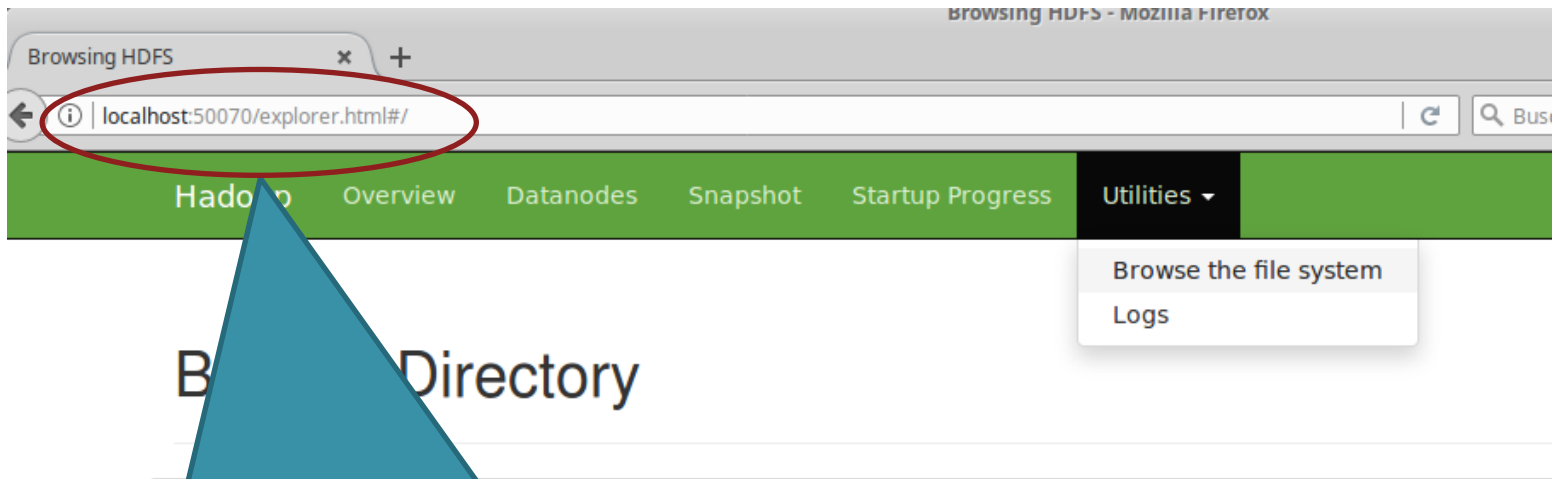 Browsing HDFS - Mozilla Firefox
Browsing HDFS × +
localhost:50070/explorer.html#/
Hadoop Overview Datanodes Snapshot Startup Progress Utilities
Browse the file system
Logs
Directory